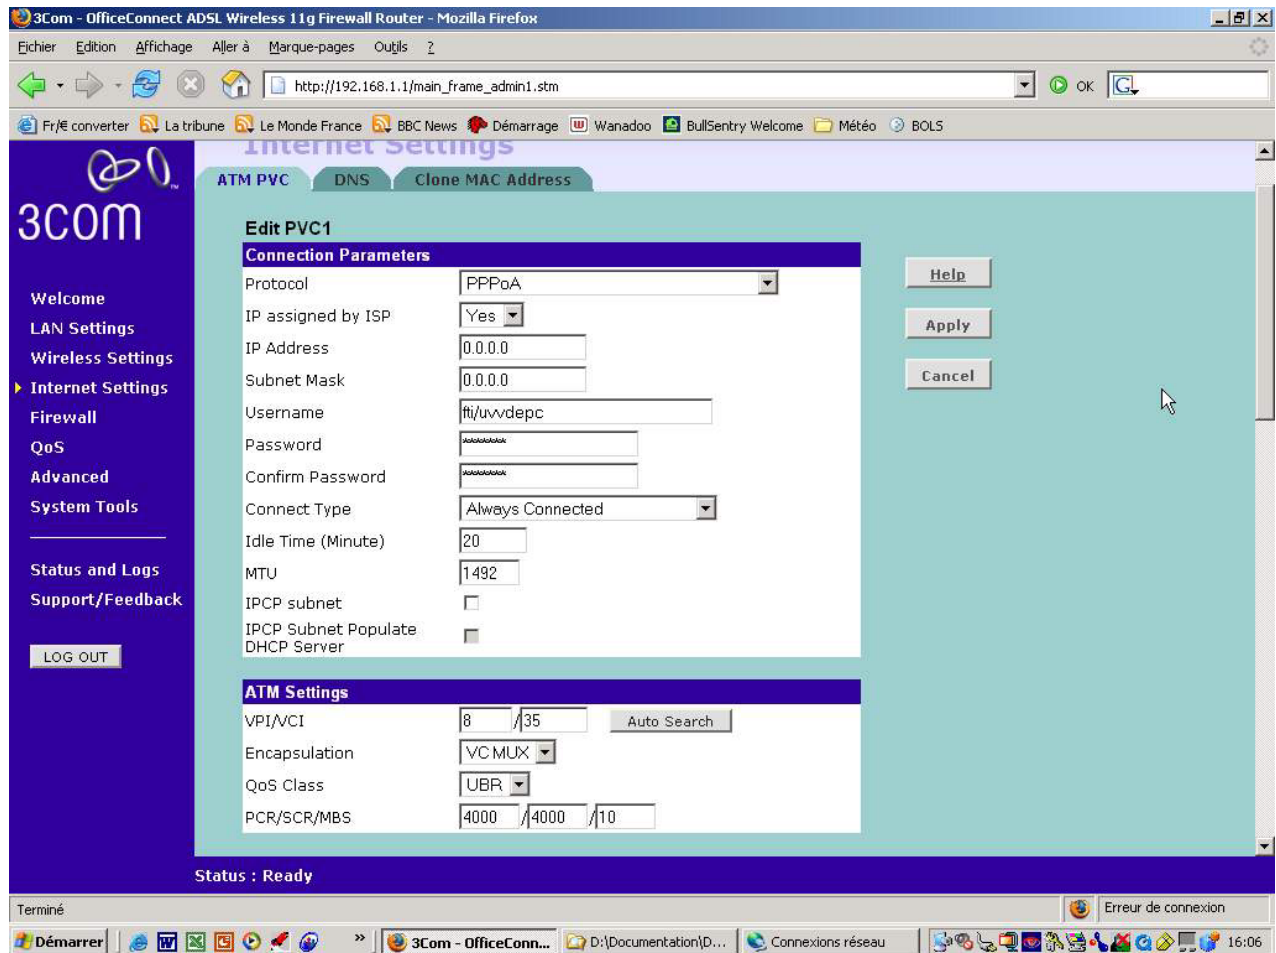 3Com - OfficeConnect ADSL Wireless 11g Firewall Router - Mozilla Firefox
Fichier Edition Affichage Aller à Marque-pages Outils ?
http://192.168.1.1/main_frame_admin1.stm OK G
Fr/€ converter La tribune Le Monde France BBC News Démarrage Wanadoo BullSentry Welcome Météo BOLS
Internet Settings
ATM PVC DNS Clone MAC Address
3COM
Welcome
LAN Settings
Wireless Settings
Internet Settings
Firewall
QoS
Advanced
System Tools
Status and Logs
Support/Feedback
LOG OUT
Edit PVC1
Connection Parameters
Protocol PPPoA
IP assigned by ISP Yes
IP Address 0.0.0.0
Subnet Mask 0.0.0.0
Username fti/uvvdepc
Password ********
Confirm Password ********
Connect Type Always Connected
Idle Time (Minute) 20
MTU 1492
IPCP subnet
IPCP Subnet Populate
DHCP Server
Help
Apply
Cancel
ATM Settings
VPI/VCI 8 /35 Auto Search
Encapsulation VC MUX
QoS Class UBR
PCR/SCR/MBS 4000 /4000 /10
Status : Ready
Terminé Erreur de connexion
Démarrer » 3Com - OfficeConn... D:\Documentation\D... Connexions réseau 16:06